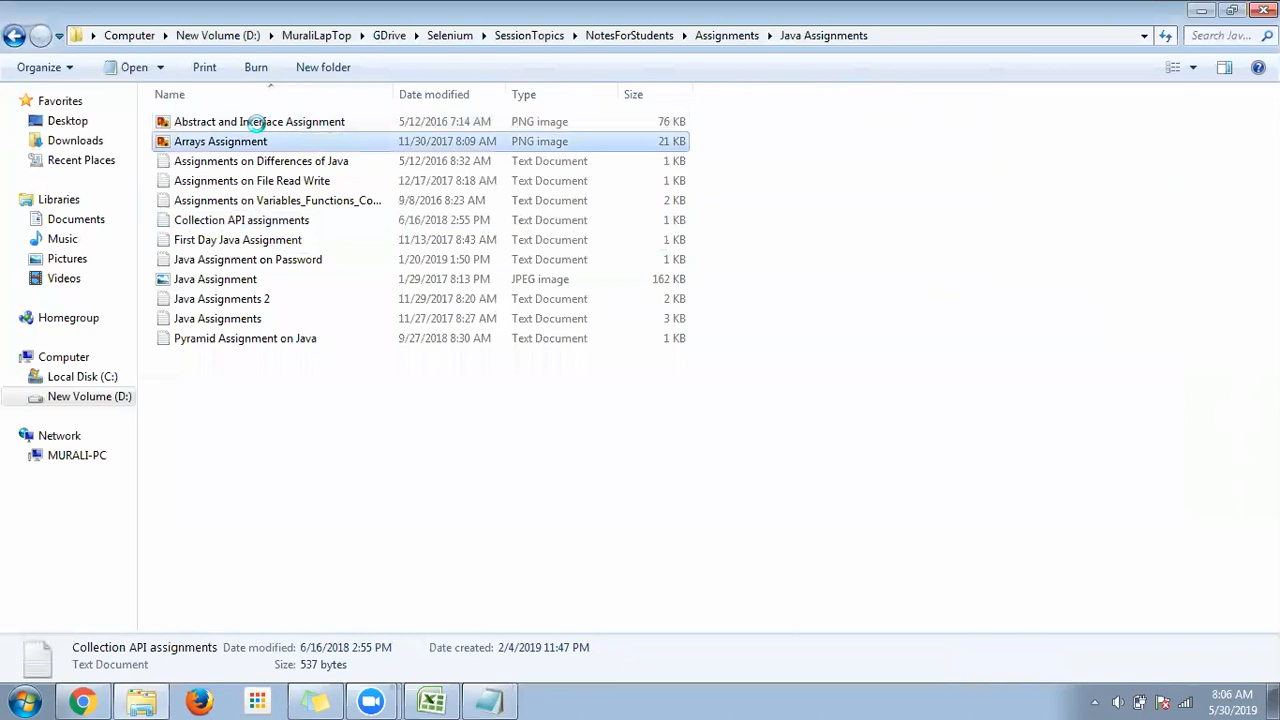 Computer New Volume (D:) MuraliLapTop GDrive Selenium SessionTopics NotesForStudents Assignments Java Assignments Search Jav...
Organize Open Print Burn New folder
Name Date modified Type Size
Favorites
Desktop
Downloads
Recent Places
Libraries
Documents
Music
Pictures
Videos
Homegroup
Computer
Local Disk (C:)
New Volume (D:)
Network
MURALI-PC
Abstract and Interface Assignment 5/12/2016 7:14 AM PNG image 76 KB
Arrays Assignment 11/30/2017 8:09 AM PNG image 21 KB
Assignments on Differences of Java 5/12/2016 8:32 AM Text Document 1 KB
Assignments on File Read Write 12/17/2017 8:18 AM Text Document 1 KB
Assignments on Variables_Functions_Co... 9/8/2016 8:23 AM Text Document 2 KB
Collection API assignments 6/16/2018 2:55 PM Text Document 1 KB
First Day Java Assignment 11/13/2017 8:43 AM Text Document 1 KB
Java Assignment on Password 1/20/2019 1:50 PM Text Document 1 KB
Java Assignment 1/29/2017 8:13 PM JPEG image 162 KB
Java Assignments 2 11/29/2017 8:20 AM Text Document 2 KB
Java Assignments 11/27/2017 8:27 AM Text Document 3 KB
Pyramid Assignment on Java 9/27/2018 8:30 AM Text Document 1 KB
Collection API assignments Date modified: 6/16/2018 2:55 PM Date created: 2/4/2019 11:47 PM
Text Document Size: 537 bytes
8:06 AM
5/30/2019